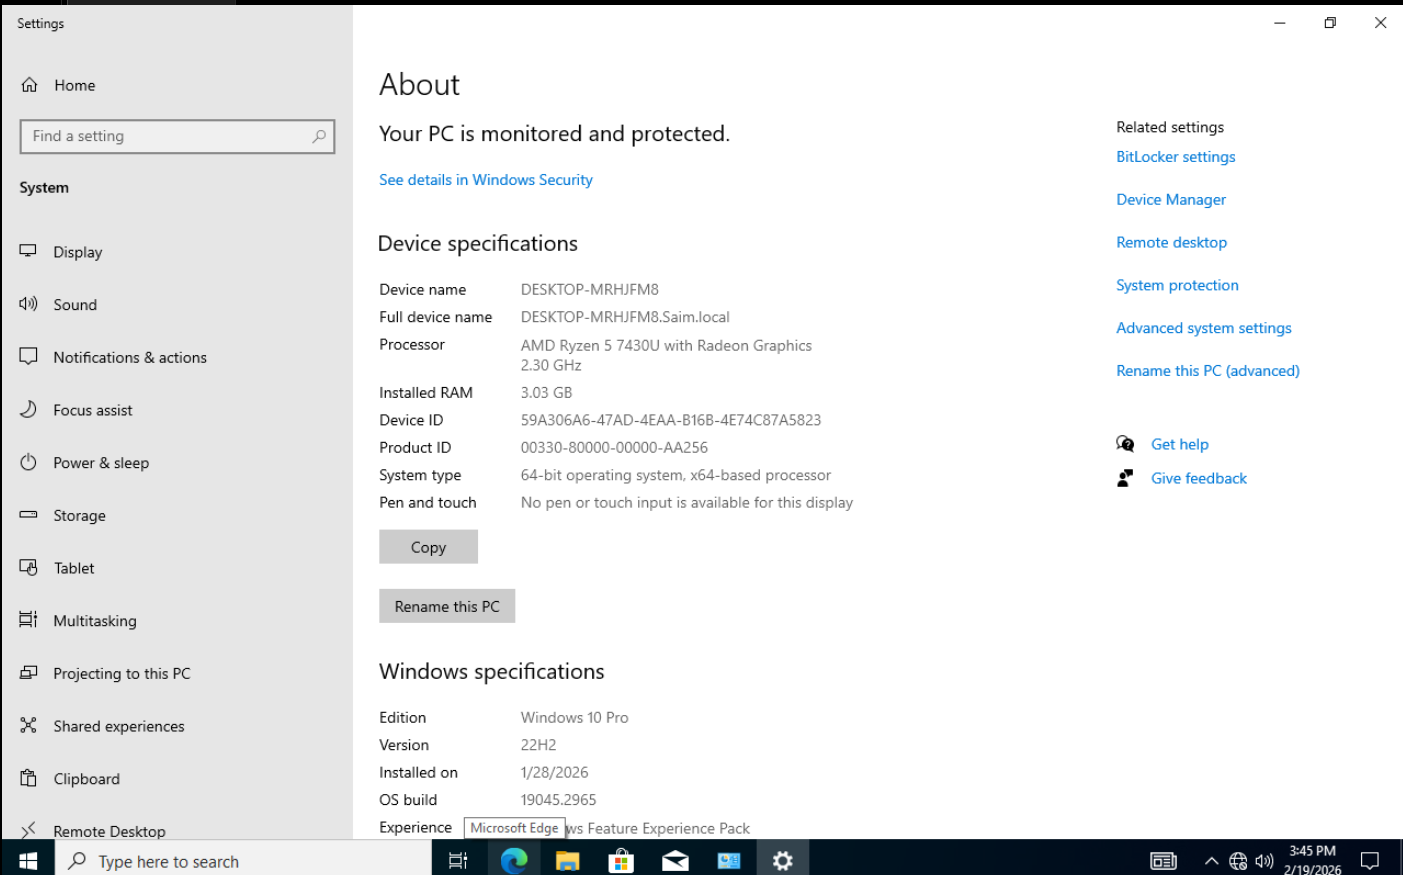 Settings
Home
Find a setting
System
Display
Sound
Notifications & actions
Focus assist
Power & sleep
Storage
Tablet
Multitasking
Projecting to this PC
Shared experiences
Clipboard
Remote Desktop
About
Your PC is monitored and protected.
See details in Windows Security
Device specifications
Device name DESKTOP-MRHJFM8
Full device name DESKTOP-MRHJFM8.Saim.local
Processor AMD Ryzen 5 7430U with Radeon Graphics
2.30 GHz
Installed RAM 3.03 GB
Device ID 59A306A6-47AD-4EAA-B16B-4E74C87A5823
Product ID 00330-80000-00000-AA256
System type 64-bit operating system, x64-based processor
Pen and touch No pen or touch input is available for this display
Copy
Rename this PC
Windows specifications
Edition Windows 10 Pro
Version 22H2
Installed on 1/28/2026
OS build 19045.2965
Experience ws Feature Experience Pack
Microsoft Edge
Related settings
BitLocker settings
Device Manager
Remote desktop
System protection
Advanced system settings
Rename this PC (advanced)
Get help
Give feedback
Type here to search
3:45 PM
2/19/2026